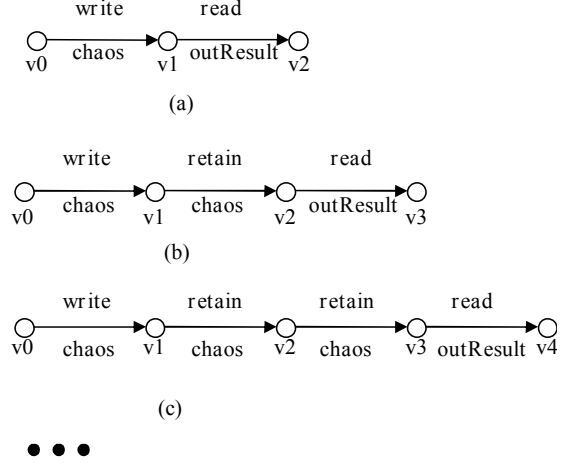 write read
chaos outResult
v0 v1 v2
(a)
write retain read
chaos chaos outResult
v0 v1 v2 v3
(b)
write retain retain read
v0 chaos v1 chaos v2 chaos v3 outResult v4
(c)